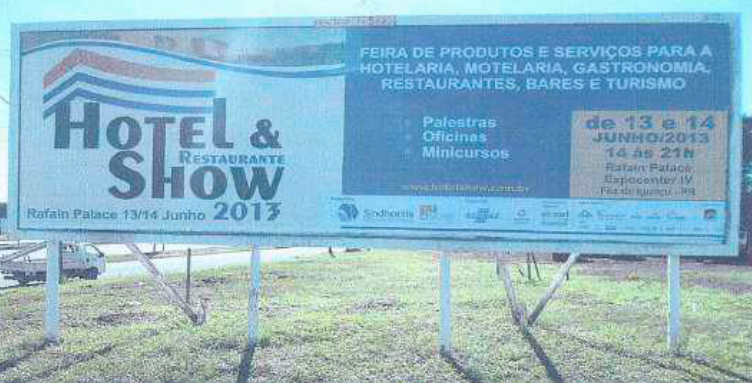 HOTEL &
RESTAURANTE
SHOW
Rafain Palace 13/14 Junho 2013
FEIRA DE PRODUTOS E SERVIÇOS PARA A
HOTELARIA, MOTELARIA, GASTRONOMIA,
RESTAURANTES, BARES E TURISMO
Palestras
Oficinas
Minicursos
www.hotelshow.com.br
de 13 e 14
JUNHO/2013
14 às 21h
Rafain Palace
Expocenter IV
Foz do Iguaçu - PR
Sindhotéis
SEBRAE